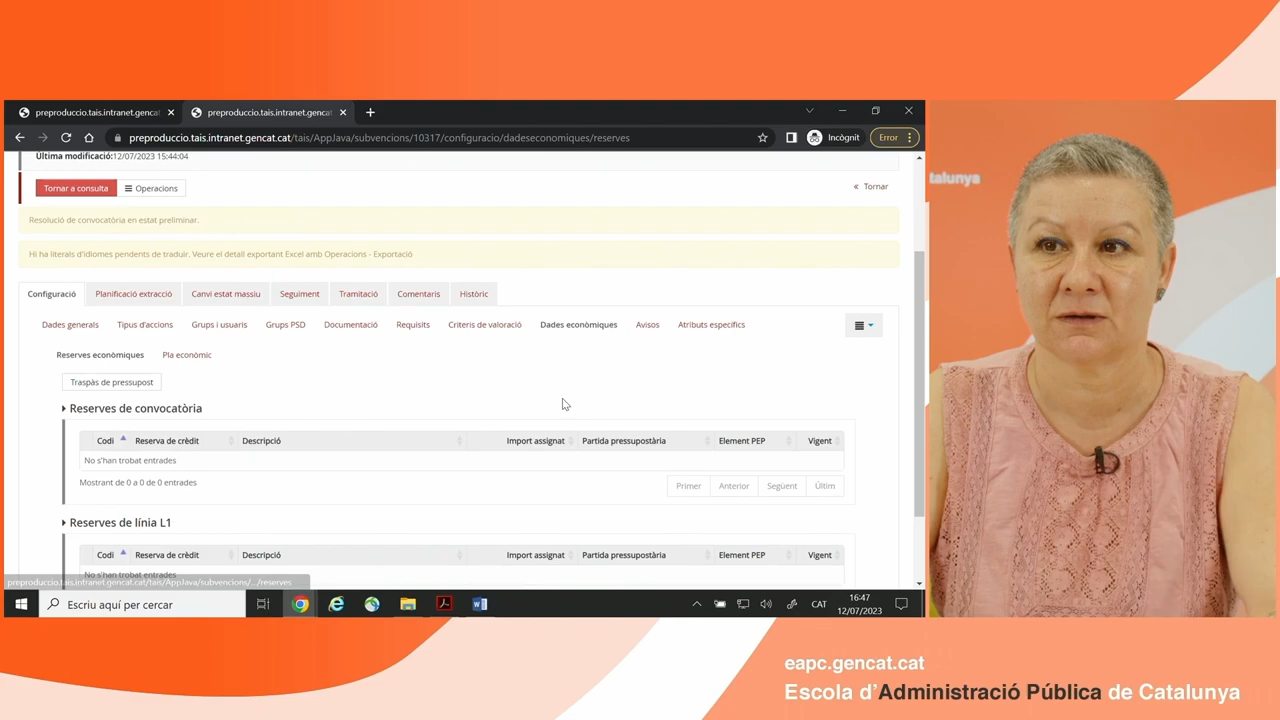 preproduccio.tais.intranet.gencat
preproduccio.tais.intranet.gencat
preproduccio.tais.intranet.gencat.cat/tais/AppJava/subvencions/10317/configuracio/dadeseconomiques/reserves
Incògnit
Error
Última modificació:12/07/2023 15:44:04
Tornar a consulta
Operacions
« Tornar
Resolució de convocatòria en estat preliminar.
Hi ha literals d'idiomes pendents de traduir. Veure el detall exportant Excel amb Operacions - Exportació
Configuració Planificació extracció Canvi estat massiu Seguiment Tramitació Comentaris Històric
Dades generals Tipus d'accions Grups i usuaris Grups PSD Documentació Requisits Criteris de valoració Dades econòmiques Avisos Atributs específics
Reserves econòmiques Pla econòmic
Traspàs de pressupost
Reserves de convocatòria
Codi Reserva de crèdit Descripció Import assignat Partida pressupostària Element PEP Vigent
No s'han trobat entrades
Mostrant de 0 a 0 de 0 entrades
Primer Anterior Següent Últim
Reserves de línia L1
Codi Reserva de crèdit Descripció Import assignat Partida pressupostària Element PEP Vigent
No s'han trobat entrades
preproduccio.tais.intranet.gencat.cat/tais/AppJava/subvencions/.../reserves
Escriu aquí per cercar
CAT
16:47
12/07/2023
atalunya
eapc.gencat.cat
Escola d'Administració Pública de Catalunya